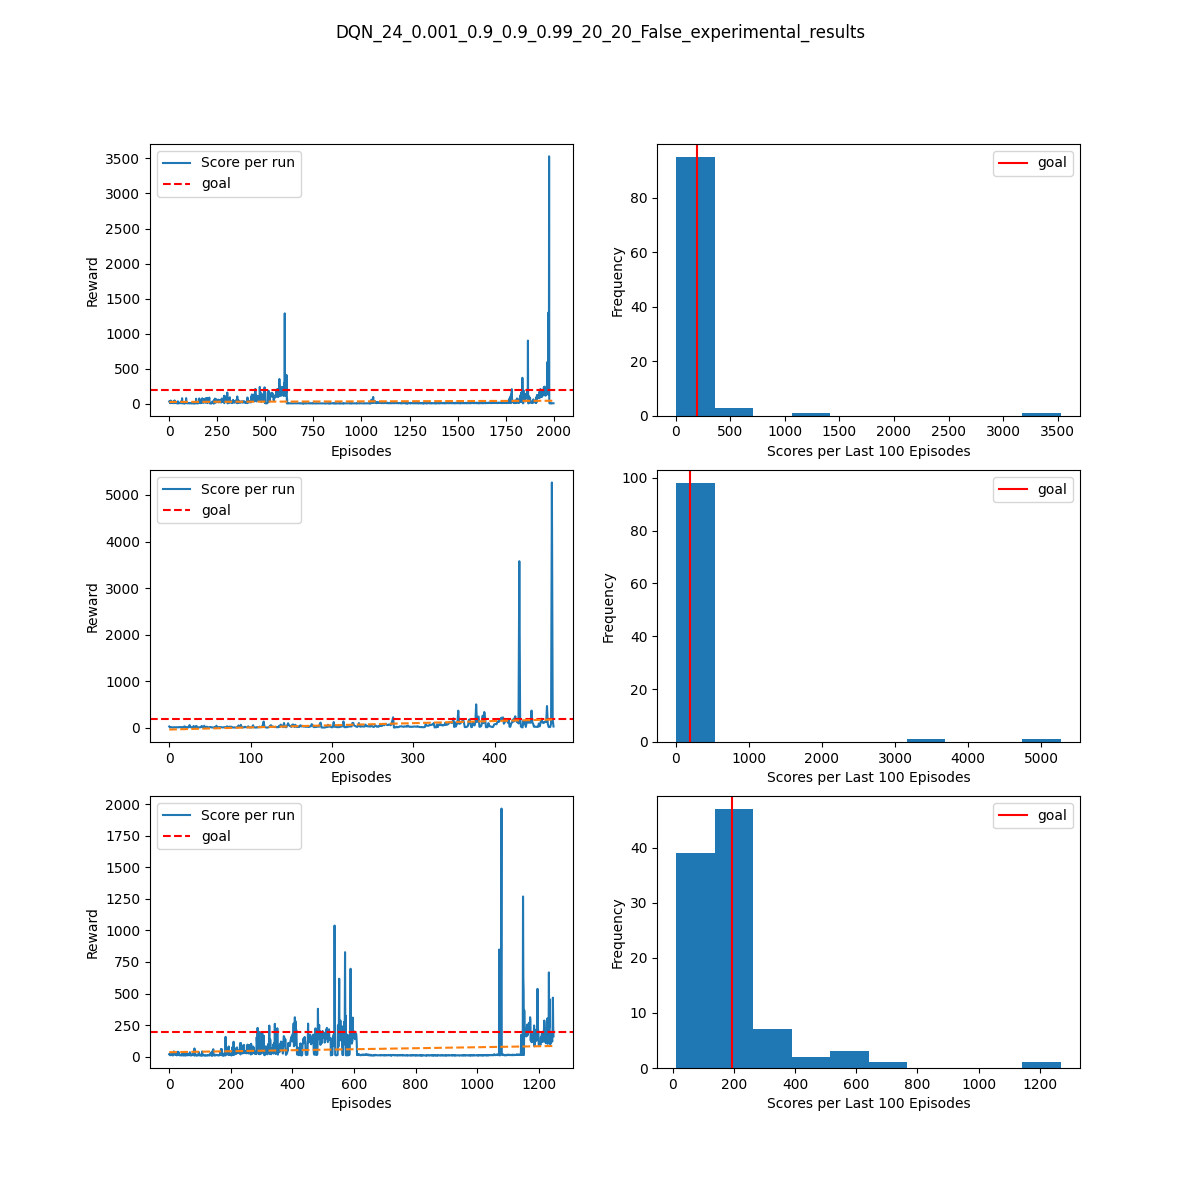 DQN_24_0.001_0.9_0.9_0.99_20_20_False_experimental_results
Score per run
goal
Reward
3500
3000
2500
2000
1500
1000
500
0
0 250 500 750 1000 1250 1500 1750 2000
Episodes
goal
Frequency
80
60
40
20
0
0 500 1000 1500 2000 2500 3000 3500
Scores per Last 100 Episodes
Score per run
goal
Reward
5000
4000
3000
2000
1000
0
0 100 200 300 400
Episodes
goal
Frequency
100
80
60
40
20
0
0 1000 2000 3000 4000 5000
Scores per Last 100 Episodes
Score per run
goal
Reward
2000
1750
1500
1250
1000
750
500
250
0
0 200 400 600 800 1000 1200
Episodes
goal
Frequency
40
30
20
10
0
0 200 400 600 800 1000 1200
Scores per Last 100 Episodes